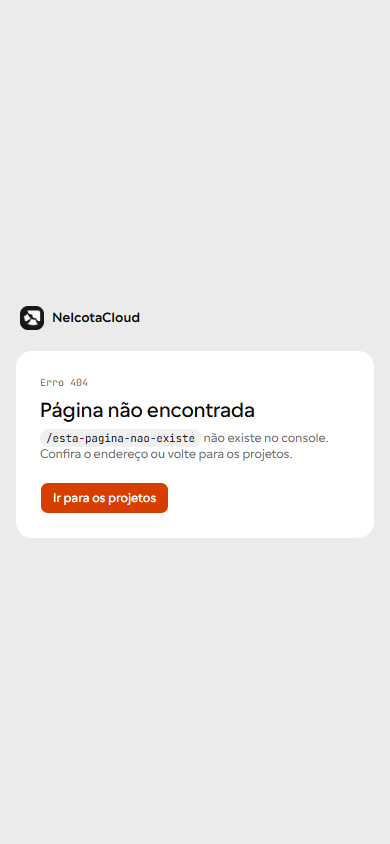 NelcotaCloud
Erro 404
Página não encontrada
/esta-pagina-nao-existe não existe no console.
Confira o endereço ou volte para os projetos.
Ir para os projetos